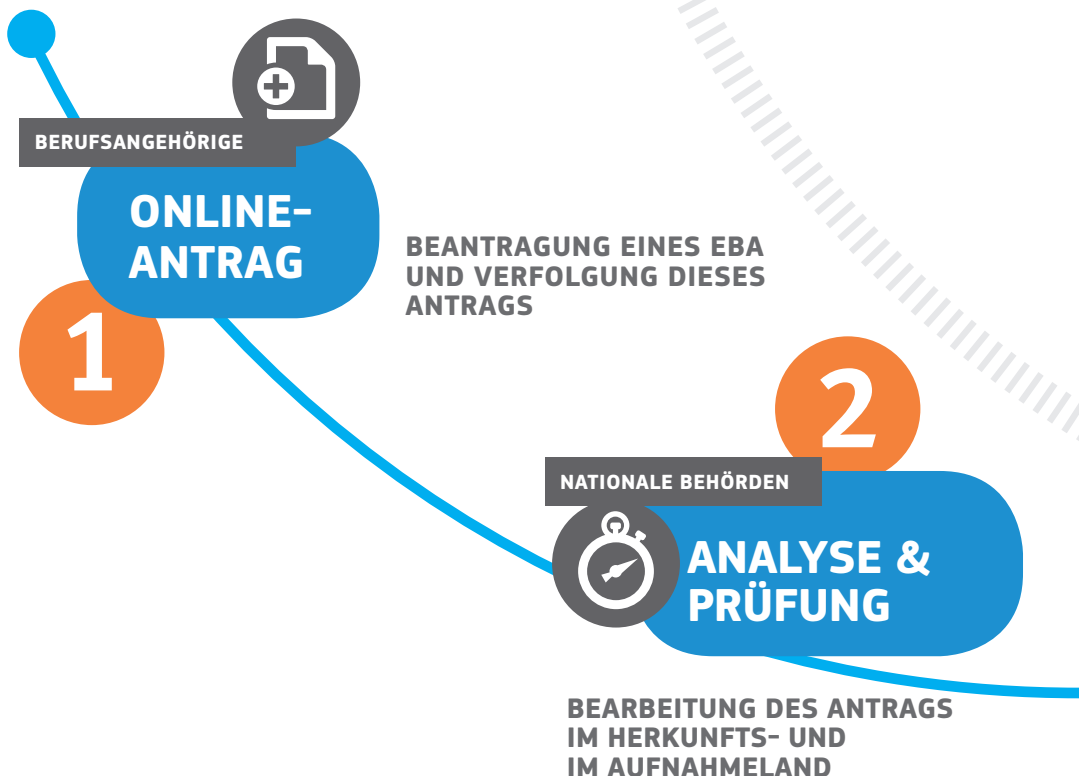 BERUFSANGEHÖRIGE
ONLINE-
ANTRAG
1
BEANTRAGUNG EINES EBA
UND VERFOLGUNG DIESES
ANTRAGS
2
NATIONALE BEHÖRDEN
ANALYSE &
PRÜFUNG
BEARBEITUNG DES ANTRAGS
IM HERKUNFTS- UND
IM AUFNAHMELAND